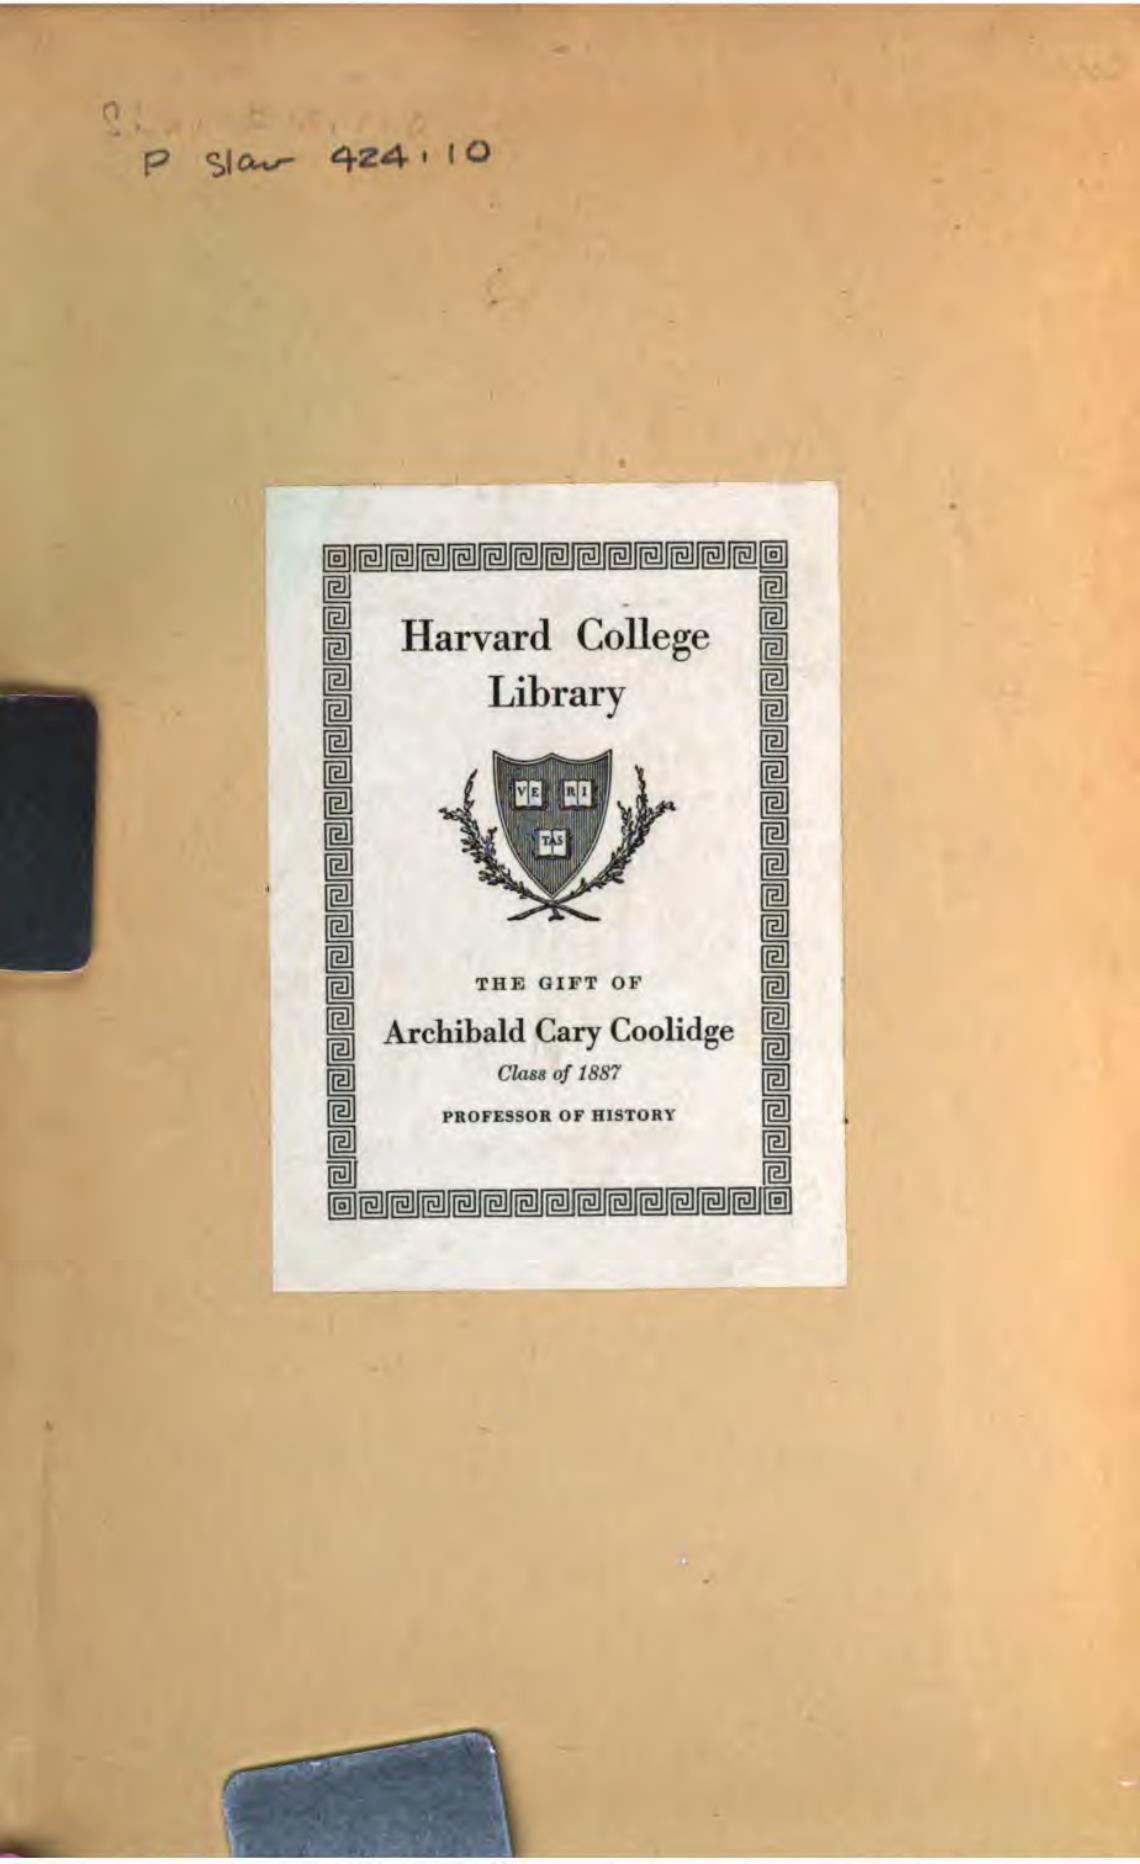 P Slav 424.10
Harvard College
Library
VE RI
TAS
THE GIFT OF
Archibald Cary Coolidge
Class of 1887
PROFESSOR OF HISTORY